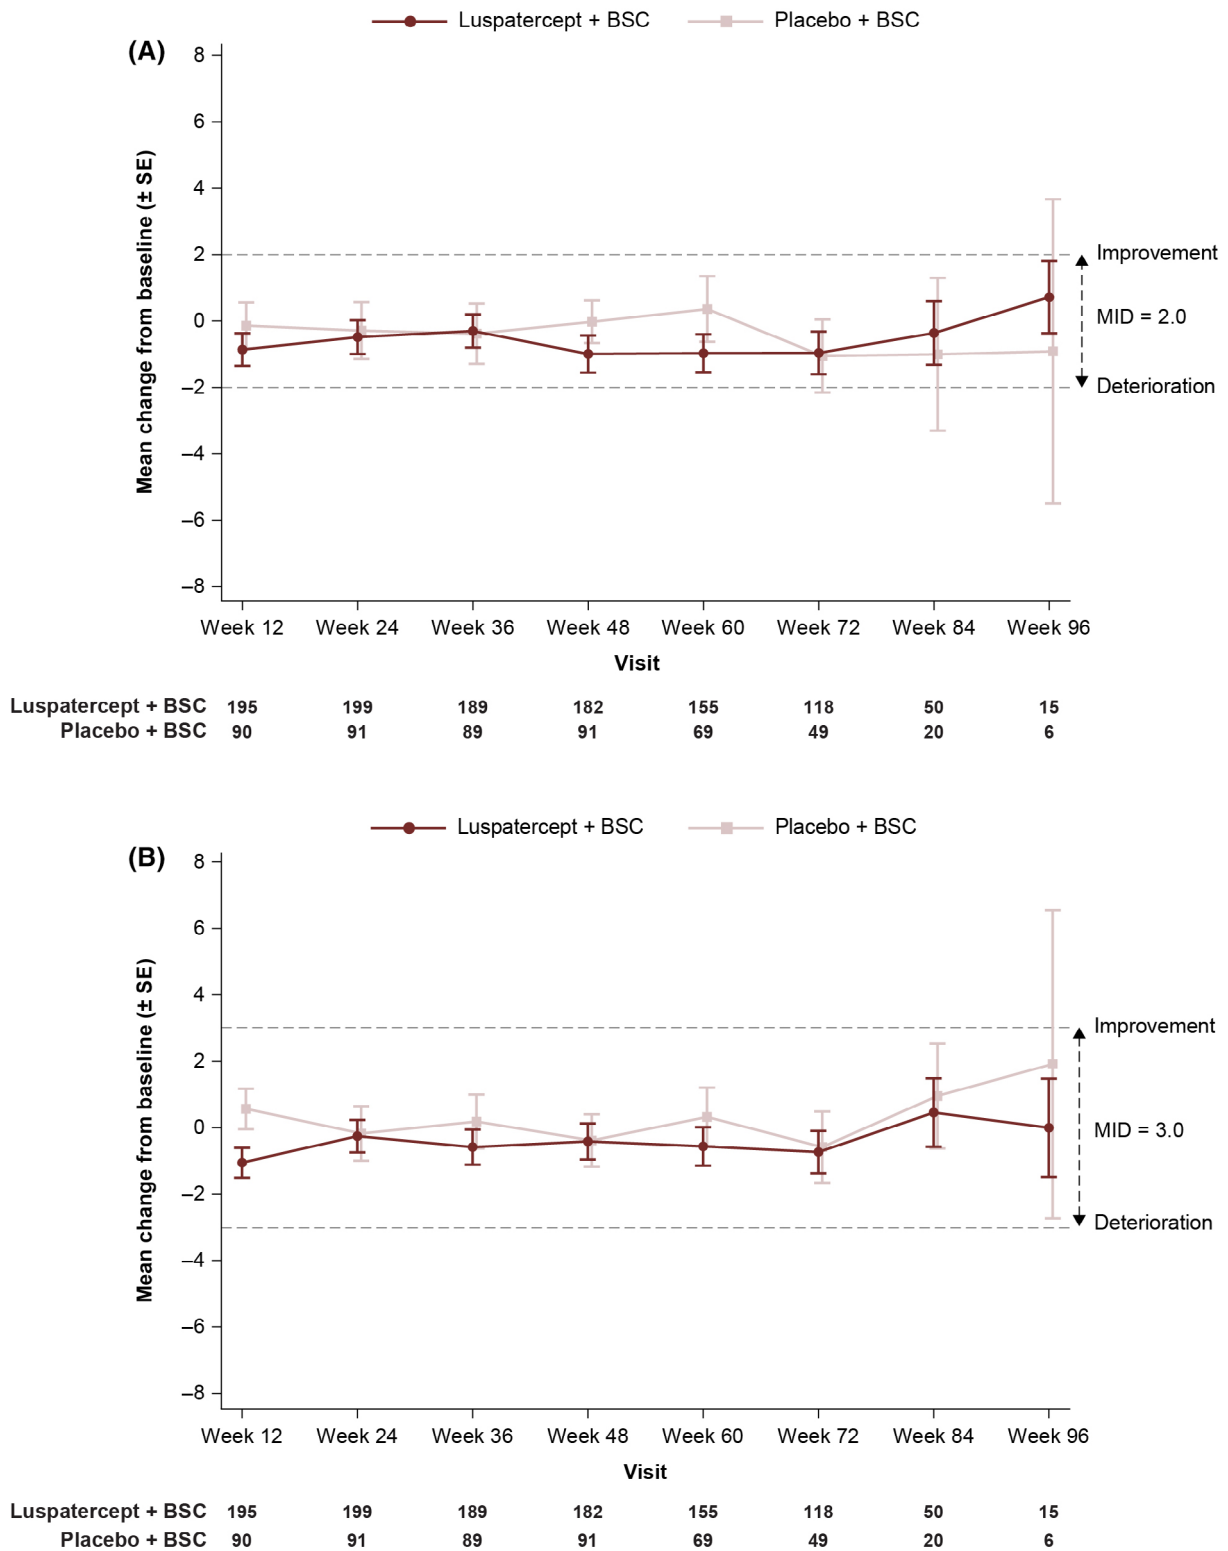 Luspatercept + BSC Placebo + BSC
(A)
Mean change from baseline (± SE)
8
6
4
2
0
–2
–4
–6
–8
Improvement
MID = 2.0
Deterioration
Week 12 Week 24 Week 36 Week 48 Week 60 Week 72 Week 84 Week 96
Visit
Luspatercept + BSC 195 199 189 182 155 118 50 15
Placebo + BSC 90 91 89 91 69 49 20 6
Luspatercept + BSC Placebo + BSC
(B)
Mean change from baseline (± SE)
8
6
4
2
0
–2
–4
–6
–8
Improvement
MID = 3.0
Deterioration
Week 12 Week 24 Week 36 Week 48 Week 60 Week 72 Week 84 Week 96
Visit
Luspatercept + BSC 195 199 189 182 155 118 50 15
Placebo + BSC 90 91 89 91 69 49 20 6